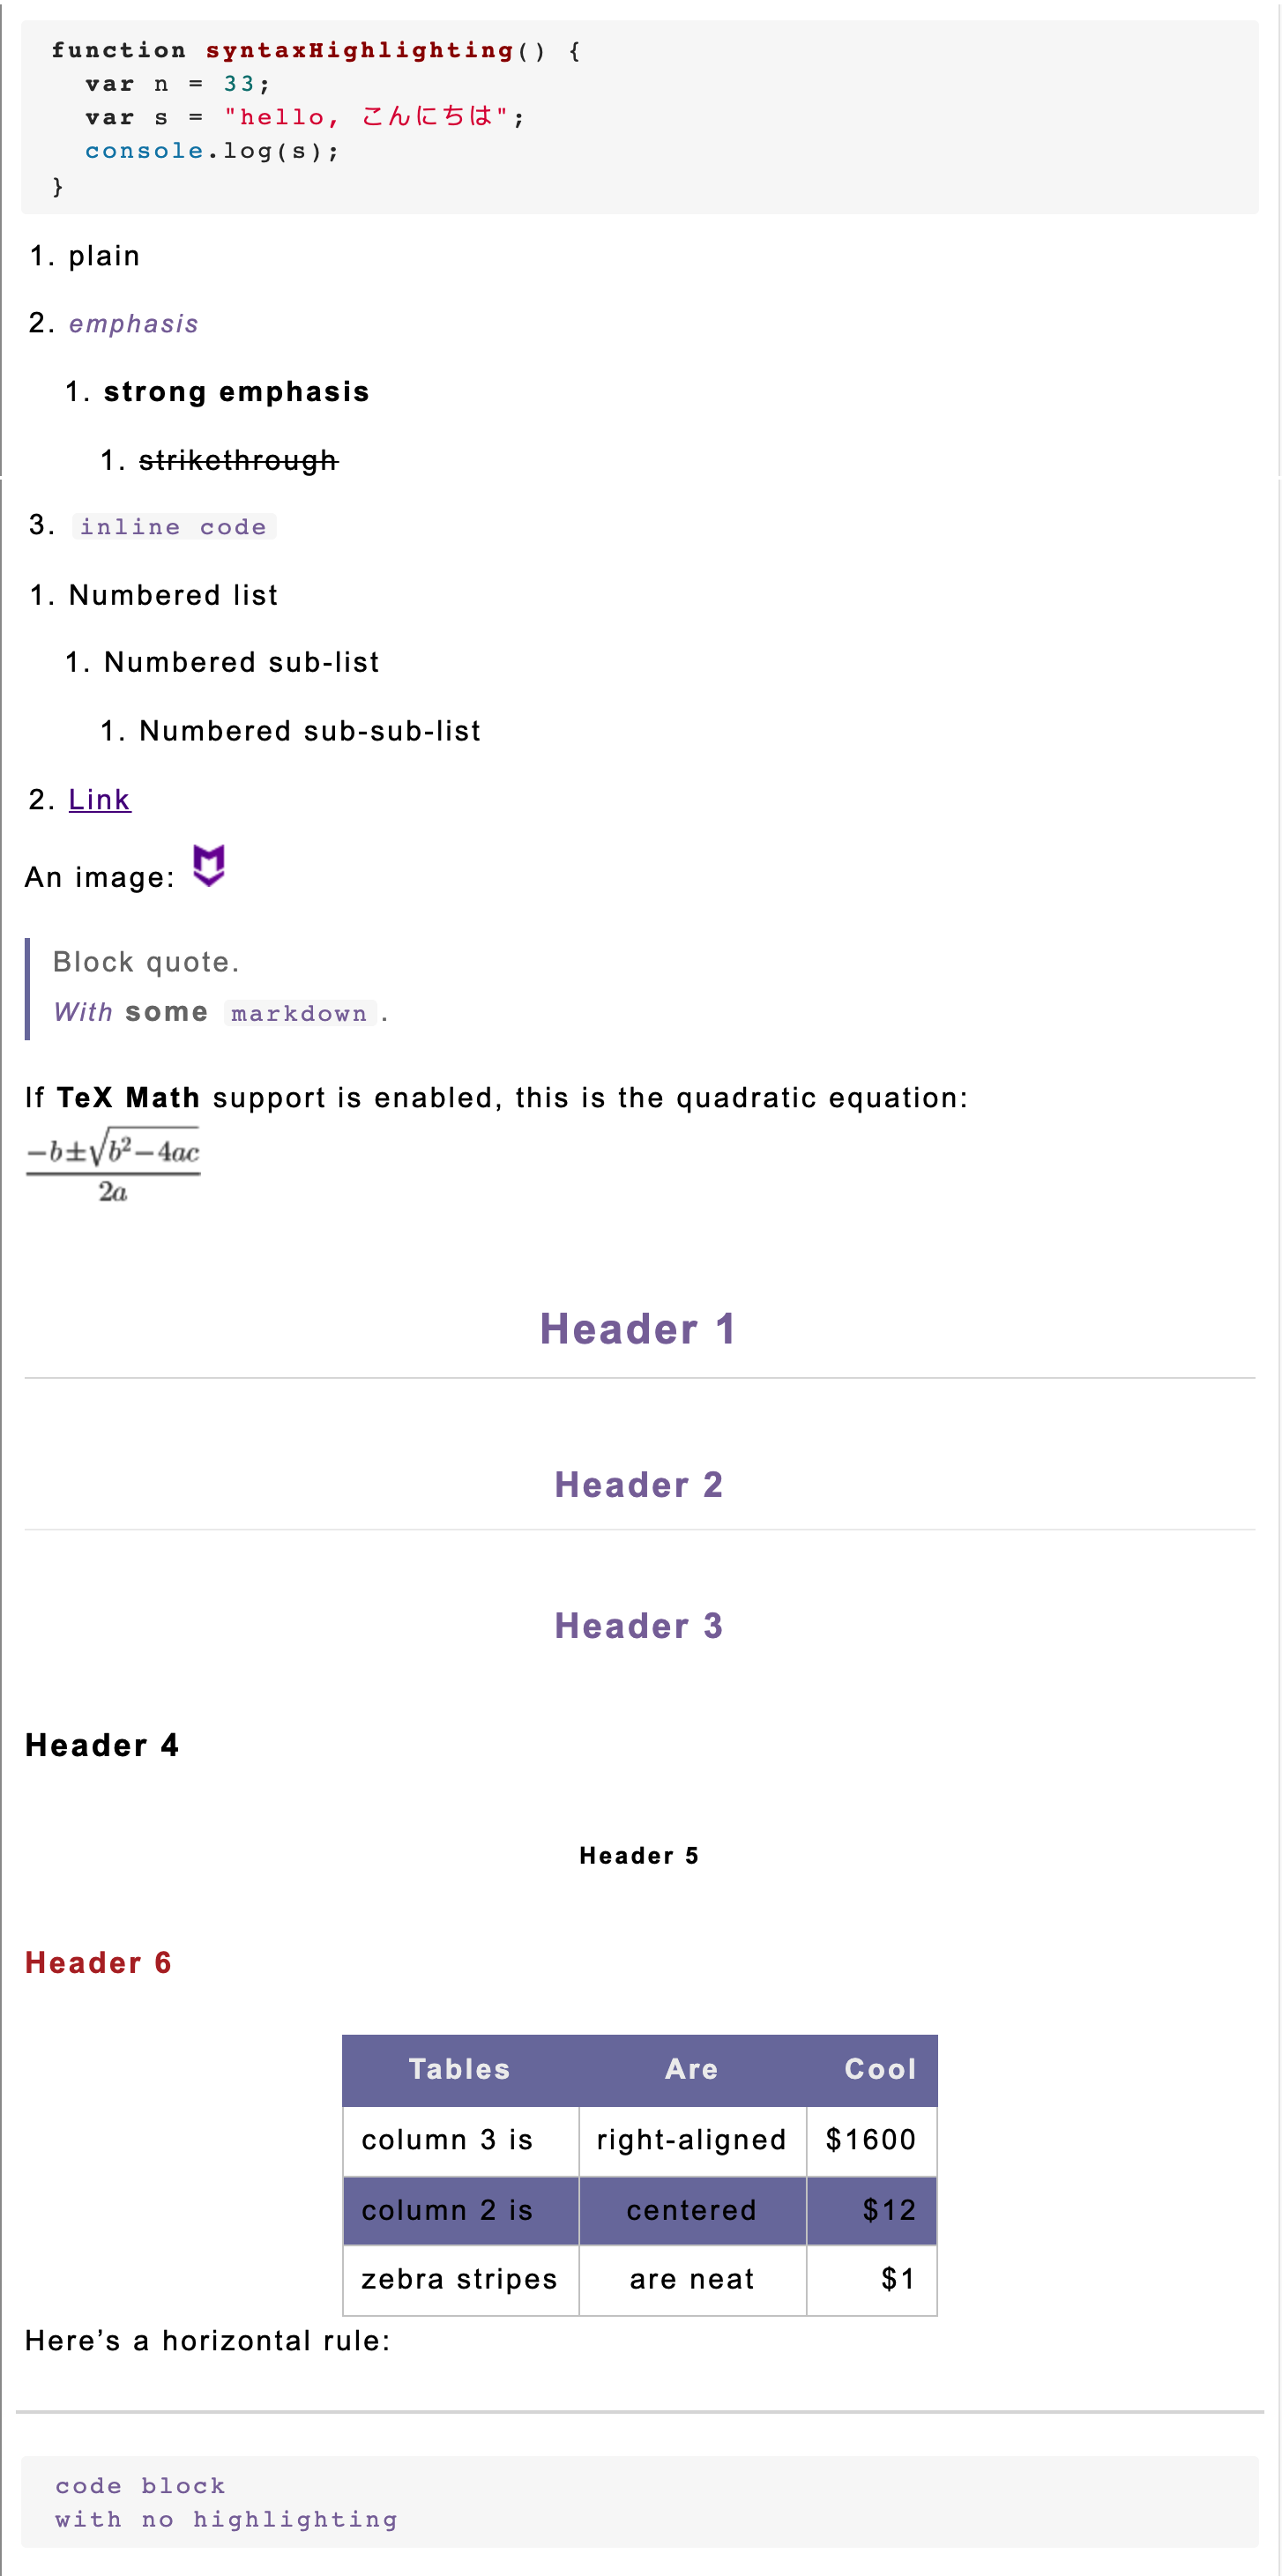 function syntaxHighlighting() {
  var n = 33;
  var s = "hello, こんにちは";
  console.log(s);
}
1. plain
2. emphasis
1. strong emphasis
1. strikethrough
3. inline code
1. Numbered list
1. Numbered sub-list
1. Numbered sub-sub-list
2. Link
An image:
Block quote.
With some markdown.
If TeX Math support is enabled, this is the quadratic equation:
−b±√b²−4ac
2a
Header 1
Header 2
Header 3
Header 4
Header 5
Header 6
Tables Are Cool
column 3 is right-aligned $1600
column 2 is centered $12
zebra stripes are neat $1
Here’s a horizontal rule:
code block
with no highlighting